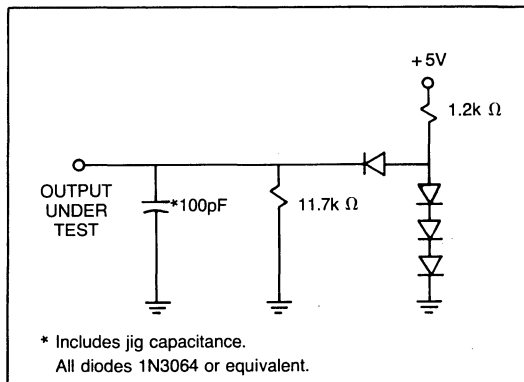 +5V
1.2k Ω
OUTPUT
UNDER
TEST
*100pF
11.7k Ω
* Includes jig capacitance.
All diodes 1N3064 or equivalent.